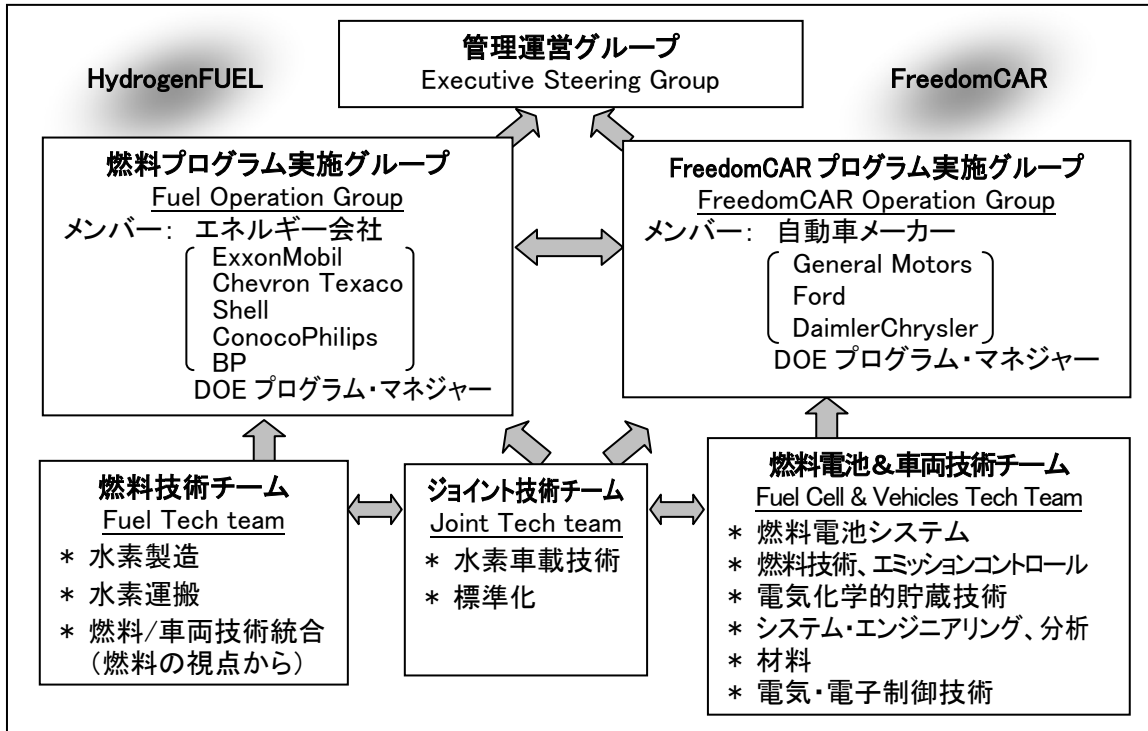 管理運営グループ
Executive Steering Group
HydrogenFUEL
FreedomCAR
燃料プログラム実施グループ
Fuel Operation Group
メンバー： エネルギー会社
ExxonMobil
Chevron Texaco
Shell
ConocoPhilips
BP
DOE プログラム・マネジャー
FreedomCAR プログラム実施グループ
FreedomCAR Operation Group
メンバー： 自動車メーカー
General Motors
Ford
DaimlerChrysler
DOE プログラム・マネジャー
燃料技術チーム
Fuel Tech team
* 水素製造
* 水素運搬
* 燃料/車両技術統合
(燃料の視点から)
ジョイント技術チーム
Joint Tech team
* 水素車載技術
* 標準化
燃料電池＆車両技術チーム
Fuel Cell & Vehicles Tech Team
* 燃料電池システム
* 燃料技術、エミッションコントロール
* 電気化学的貯蔵技術
* システム・エンジニアリング、分析
* 材料
* 電気・電子制御技術